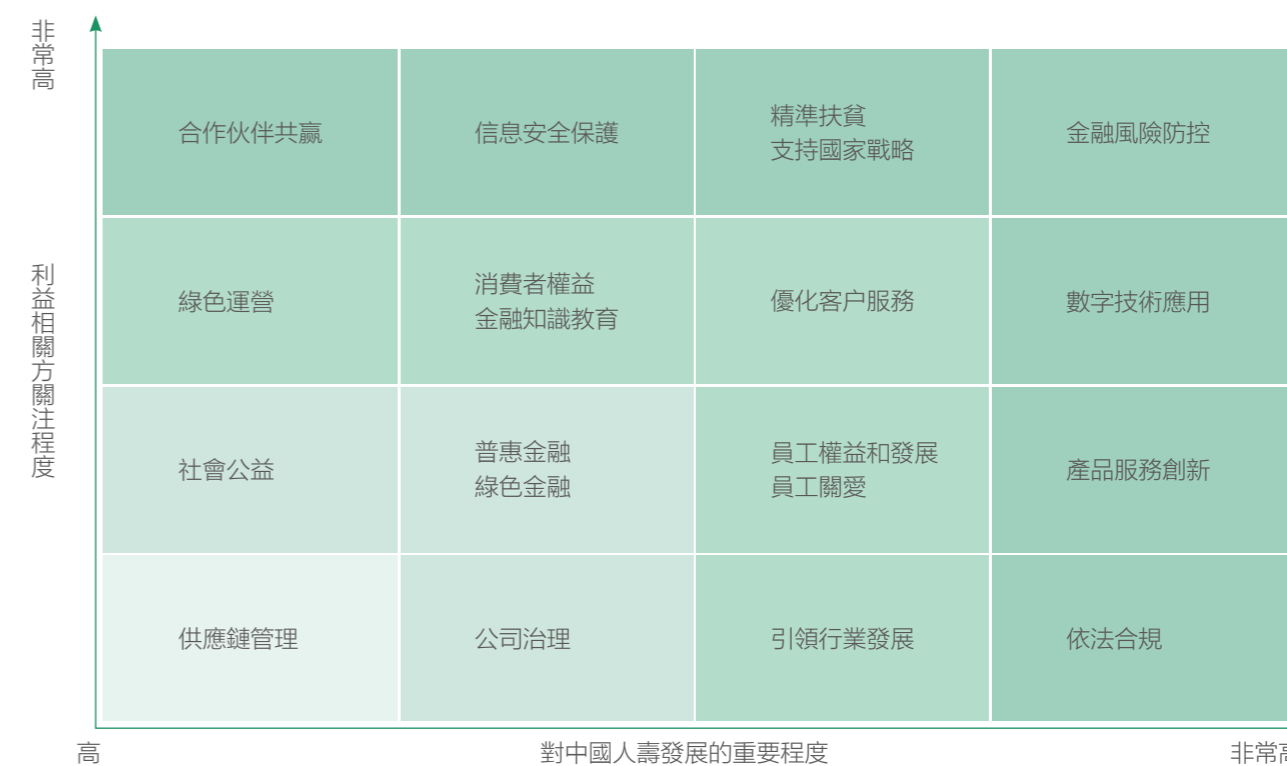 非常高
合作伙伴共贏
信息安全保護
精準扶貧
支持國家戰略
金融風險防控
利益相關方關注程度
綠色運營
消費者權益
金融知識教育
優化客户服務
數字技術應用
社會公益
普惠金融
綠色金融
員工權益和發展
員工關愛
產品服務創新
供應鏈管理
公司治理
引領行業發展
依法合規
高
對中國人壽發展的重要程度
非常高